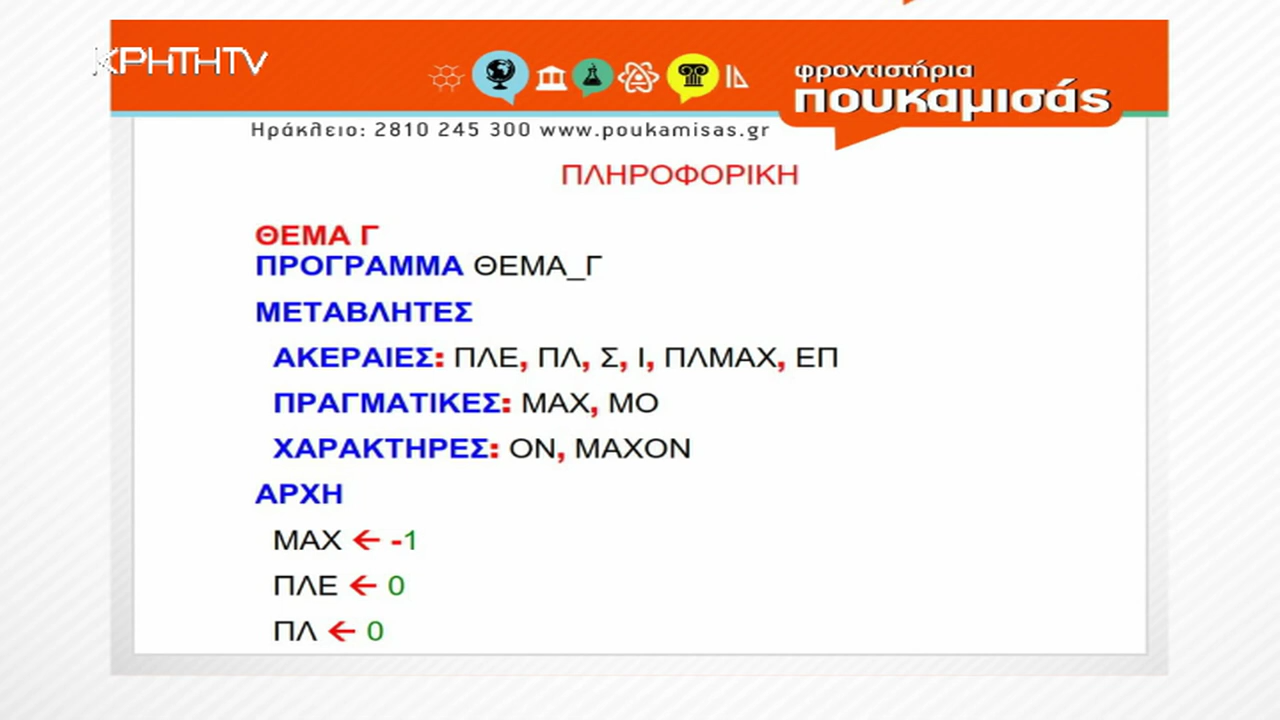 ΚΡΗΤΗTV
φροντιστήρια
πουκαμισάς
Ηράκλειο: 2810 245 300 www.poukamisas.gr
ΠΛΗΡΟΦΟΡΙΚΗ
ΘΕΜΑ Γ
ΠΡΟΓΡΑΜΜΑ ΘΕΜΑ_Γ
ΜΕΤΑΒΛΗΤΕΣ
ΑΚΕΡΑΙΕΣ: ΠΛΕ, ΠΛ, Σ, Ι, ΠΛΜΑΧ, ΕΠ
ΠΡΑΓΜΑΤΙΚΕΣ: ΜΑΧ, ΜΟ
ΧΑΡΑΚΤΗΡΕΣ: ΟΝ, ΜΑΧΟΝ
ΑΡΧΗ
ΜΑΧ ← -1
ΠΛΕ ← 0
ΠΛ ← 0